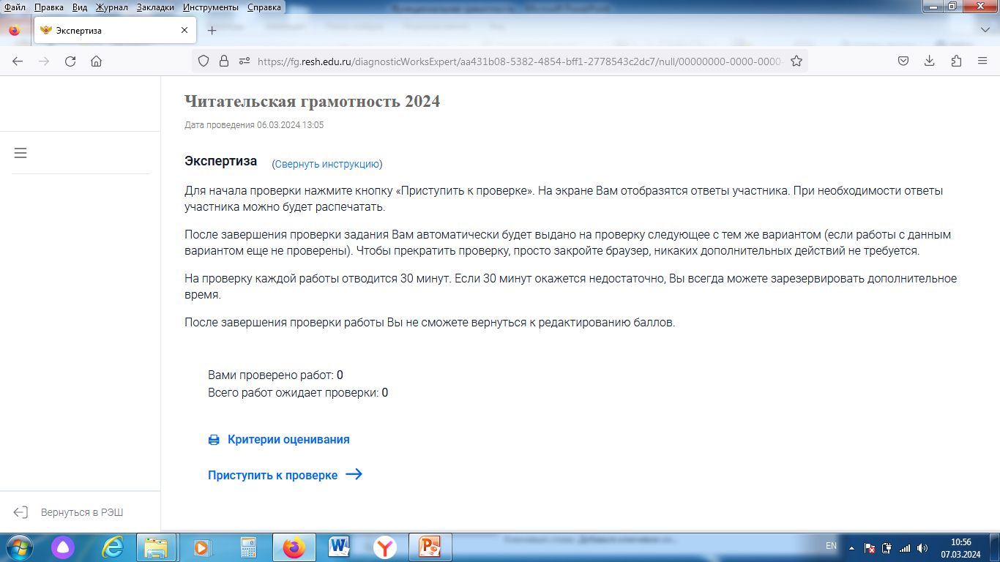 Файл Правка Вид Журнал Закладки Инструменты Справка
Экспертиза
https://fg.resh.edu.ru/diagnosticWorksExpert/aa431b08-5382-4854-bff1-2778543c2dc7/null/00000000-0000-0000-
Читательская грамотность 2024
Дата проведения 06.03.2024 13:05
Экспертиза (Свернуть инструкцию)
Для начала проверки нажмите кнопку «Приступить к проверке». На экране Вам отобразятся ответы участника. При необходимости ответы
участника можно будет распечатать.
После завершения проверки задания Вам автоматически будет выдано на проверку следующее с тем же вариантом (если работы с данным
вариантом еще не проверены). Чтобы прекратить проверку, просто закройте браузер, никаких дополнительных действий не требуется.
На проверку каждой работы отводится 30 минут. Если 30 минут окажется недостаточно, Вы всегда можете зарезервировать дополнительное
время.
После завершения проверки работы Вы не сможете вернуться к редактированию баллов.
Вами проверено работ: 0
Всего работ ожидает проверки: 0
Критерии оценивания
Приступить к проверке
Вернуться в РЭШ
EN
10:56
07.03.2024